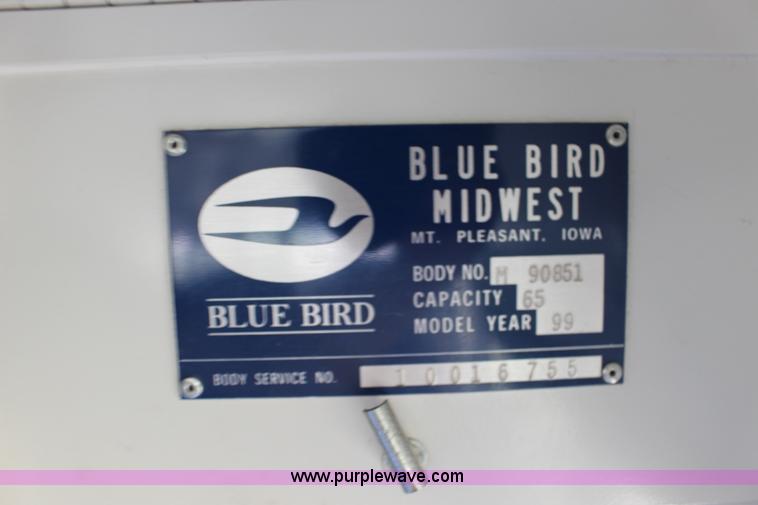 BLUE BIRD
MIDWEST
MT. PLEASANT, IOWA
BODY NO. M 90851
CAPACITY 65
MODEL YEAR 99
BLUE BIRD
BODY SERVICE NO. 10016755
www.purplewave.com